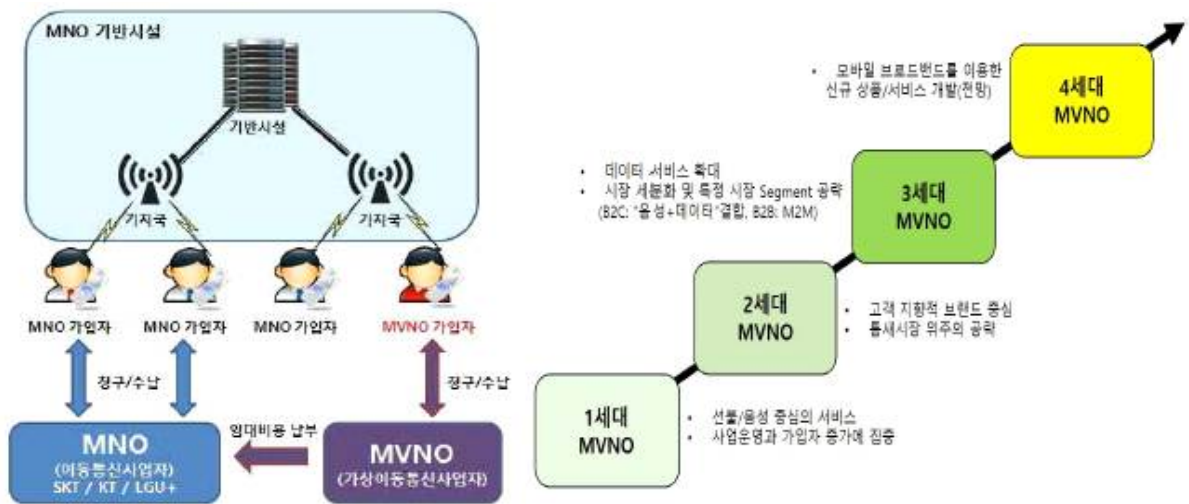 MNO 기반시설
기반시설
기지국
기지국
MNO 가입자
MNO 가입자
MNO 가입자
MVNO 가입자
청구/수납
청구/수납
MNO
(이동통신사업자)
SKT / KT / LGU+
임대비용 납부
MVNO
(가상이동통신사업자)
• 모바일 브로드밴드를 이용한
신규 상품/서비스 개발(전망)
4세대
MVNO
• 데이터 서비스 확대
• 시장 세분화 및 특정 시장 Segment 공략
(B2C: "음성+데이터"결합, B2B: M2M)
3세대
MVNO
2세대
MVNO
• 고객 지향적 브랜드 중심
• 틈새시장 위주의 공략
1세대
MVNO
• 선불/음성 중심의 서비스
• 사업운영과 가입자 증가에 집중